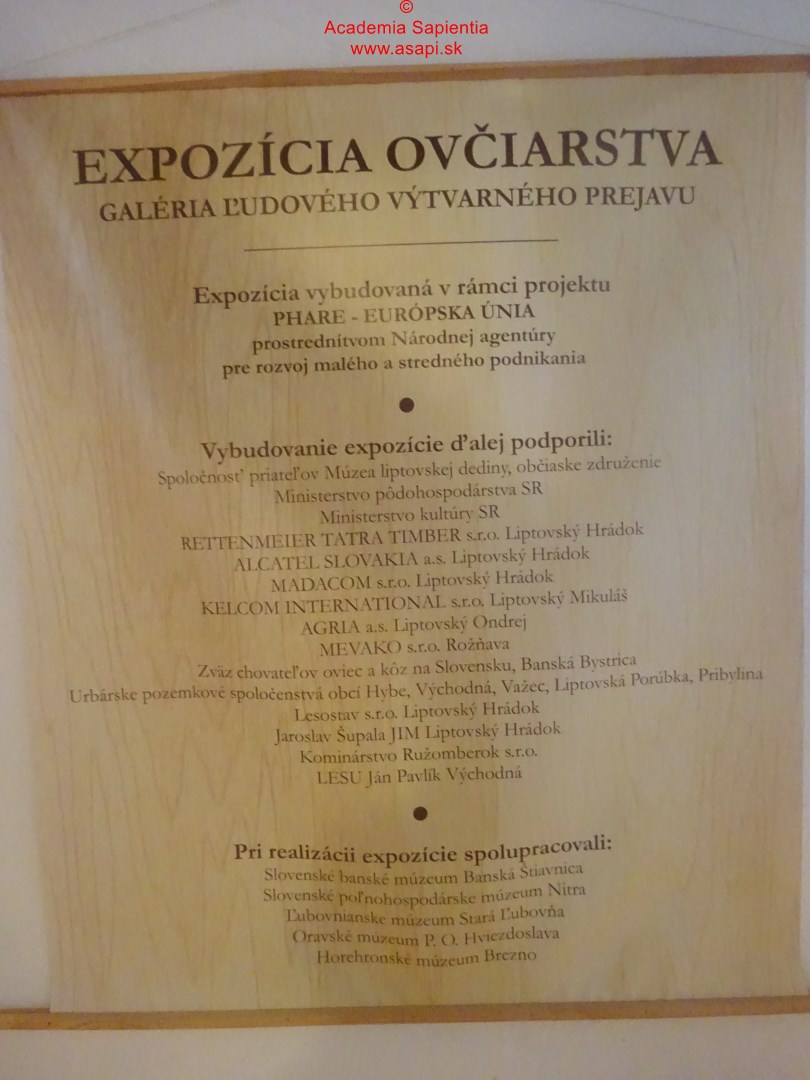 ©
Academia Sapientia
www.asapi.sk
EXPOZÍCIA OVČIARSTVA
GALÉRIA ĽUDOVÉHO VÝTVARNÉHO PREJAVU
Expozícia vybudovaná v rámci projektu
PHARE - EURÓPSKA ÚNIA
prostrednítvom Národnej agentúry
pre rozvoj malého a stredného podnikania
Vybudovanie expozície ďalej podporili:
Spoločnosť priateľov Múzea liptovskej dediny, občiaske združenie
Ministerstvo pôdohospodárstva SR
Ministerstvo kultúry SR
RETTENMEIER TATRA TIMBER s.r.o. Liptovský Hrádok
ALCATEL SLOVAKIA a.s. Liptovský Hrádok
MADACOM s.r.o. Liptovský Hrádok
KELCOM INTERNATIONAL s.r.o. Liptovský Mikuláš
AGRIA a.s. Liptovský Ondrej
MEVAKO s.r.o. Rožňava
Zväz chovateľov oviec a kôz na Slovensku, Banská Bystrica
Urbárske pozemkové spoločenstvá obcí Hybe, Východná, Važec, Liptovská Porúbka, Pribylina
Lesostav s.r.o. Liptovský Hrádok
Jaroslav Šupala JIM Liptovský Hrádok
Kominárstvo Ružomberok s.r.o.
LESU Ján Pavlík Východná
Pri realizácii expozície spolupracovali:
Slovenské banské múzeum Banská Štiavnica
Slovenské poľnohospodárske múzeum Nitra
Ľubovnianske múzeum Stará Ľubovňa
Oravské múzeum P. O. Hviezdoslava
Horehronské múzeum Brezno